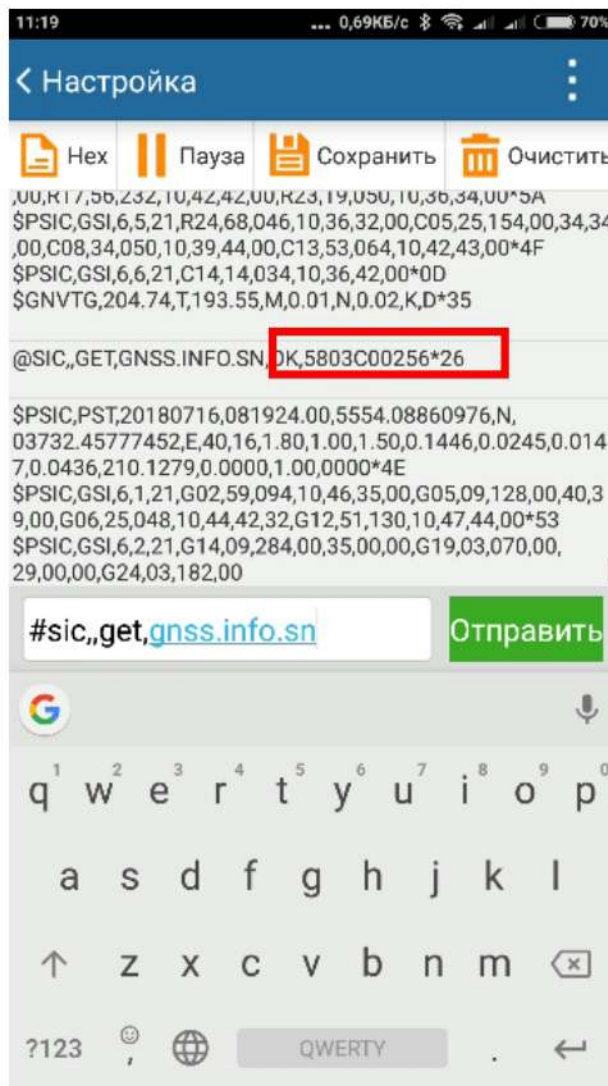 11:19 ... 0,69КБ/с 70%
Настройка
Hex Пауза Сохранить Очистить
,00,R17,56,232,10,42,42,00,R23,19,050,10,36,34,00*5A
$PSIC,GSI,6,5,21,R24,68,046,10,36,32,00,C05,25,154,00,34,34
,00,C08,34,050,10,39,44,00,C13,53,064,10,42,43,00*4F
$PSIC,GSI,6,6,21,C14,14,034,10,36,42,00*0D
$GNVTG,204.74,T,193.55,M,0.01,N,0.02,K,D*35
@SIC,,GET,GNSS.INFO.SN,OK,5803C00256*26
$PSIC,PST,20180716,081924.00,5554.08860976,N,
03732.45777452,E,40,16,1.80,1.00,1.50,0.1446,0.0245,0.014
7,0.0436,210.1279,0.0000,1.00,0000*4E
$PSIC,GSI,6,1,21,G02,59,094,10,46,35,00,G05,09,128,00,40,3
9,00,G06,25,048,10,44,42,32,G12,51,130,10,47,44,00*53
$PSIC,GSI,6,2,21,G14,09,284,00,35,00,00,G19,03,070,00,
29,00,00,G24,03,182,00
#sic,,get,gnss.info.sn Отправить
G
q1 w2 e3 r4 t5 y6 u7 i8 o9 p0
a s d f g h j k l
z x c v b n m
?123 , QWERTY .